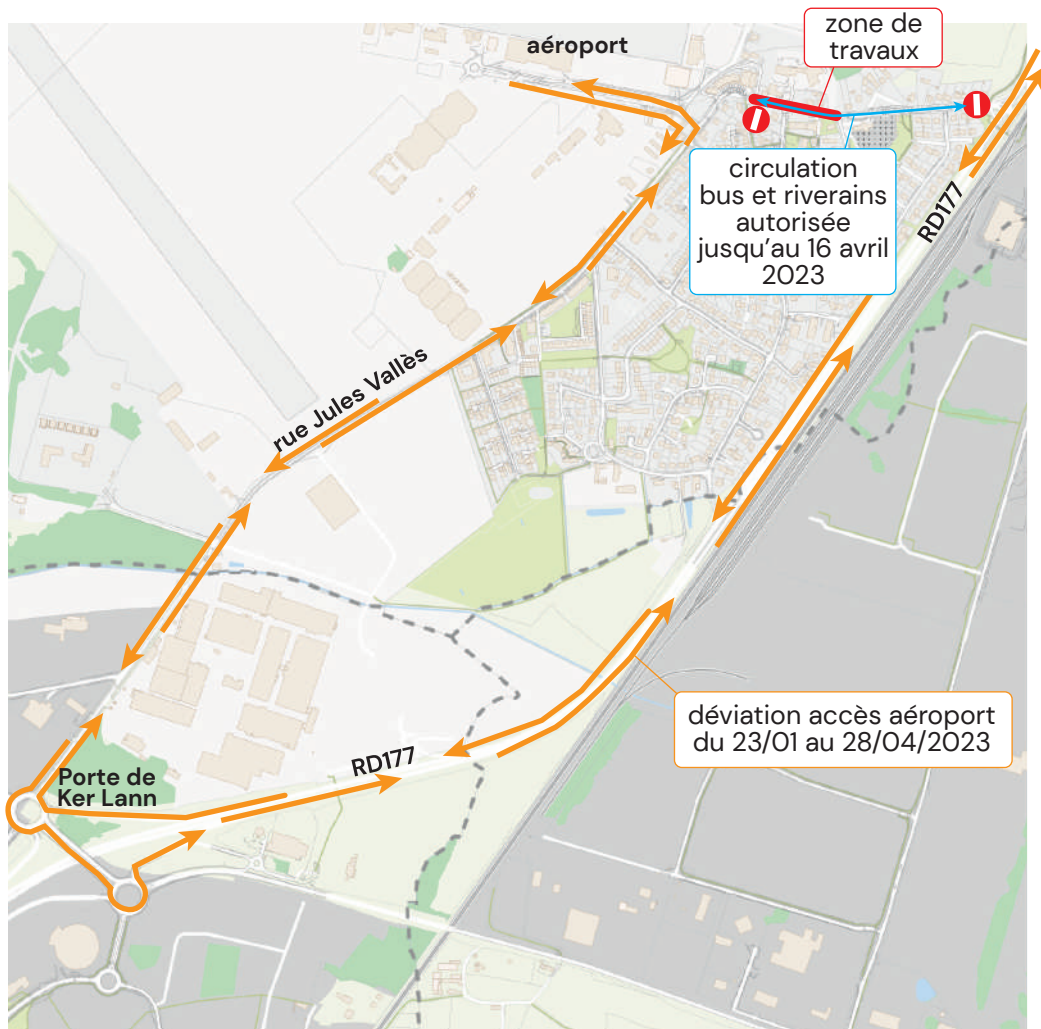 zone de
travaux
aéroport
circulation
bus et riverains
autorisée
jusqu’au 16 avril
2023
RD177
rue Jules Vallès
déviation accès aéroport
du 23/01 au 28/04/2023
RD177
Porte de
Ker Lann